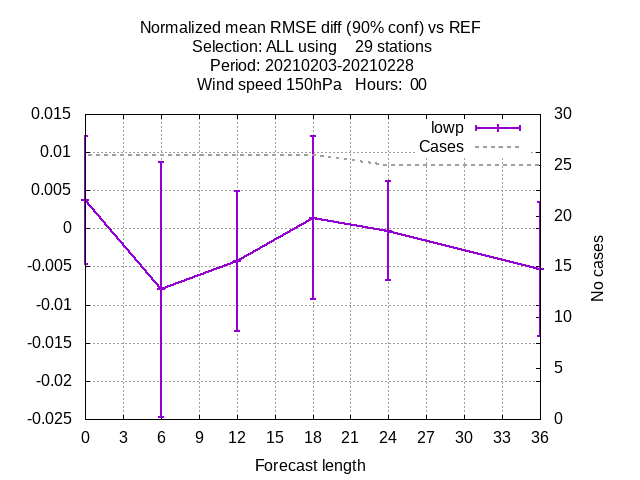 Normalized mean RMSE diff (90% conf) vs REF
Selection: ALL using    29 stations
Period: 20210203-20210228
Wind speed 150hPa   Hours:  00
0.015
0.01
0.005
0
-0.005
-0.01
-0.015
-0.02
-0.025
lowp
Cases
30
25
20
15
10
5
0
No cases
0 3 6 9 12 15 18 21 24 27 30 33 36
Forecast length